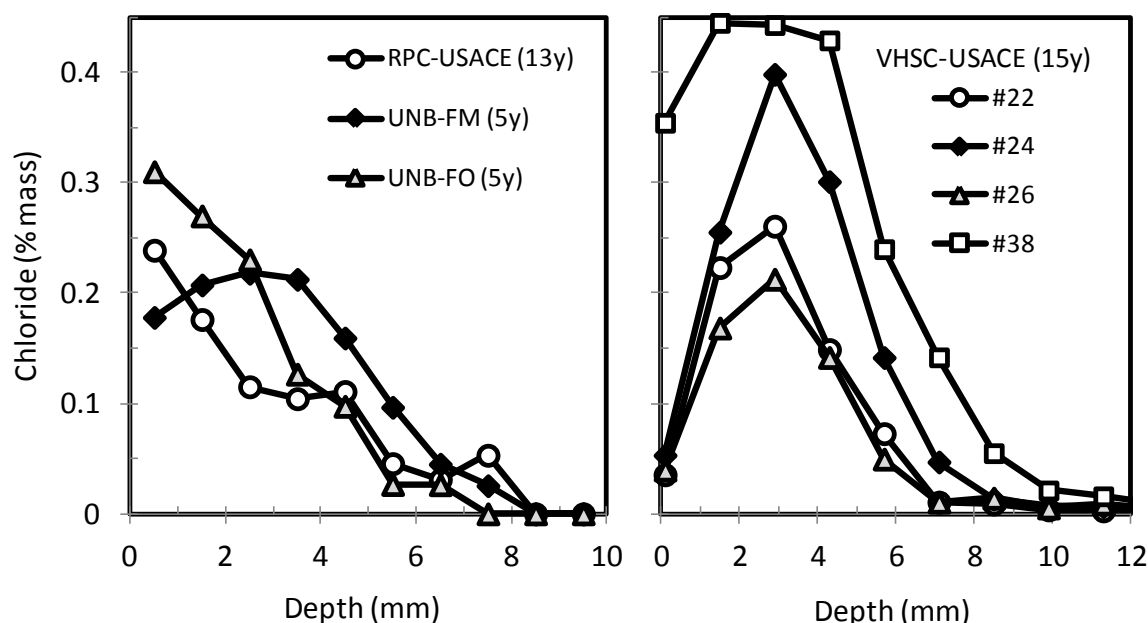 Chloride (% mass)
0.4
0.3
0.2
0.1
0
RPC-USACE (13y)
UNB-FM (5y)
UNB-FO (5y)
0 2 4 6 8 10
Depth (mm)
VHSC-USACE (15y)
#22
#24
#26
#38
0 2 4 6 8 10 12
Depth (mm)